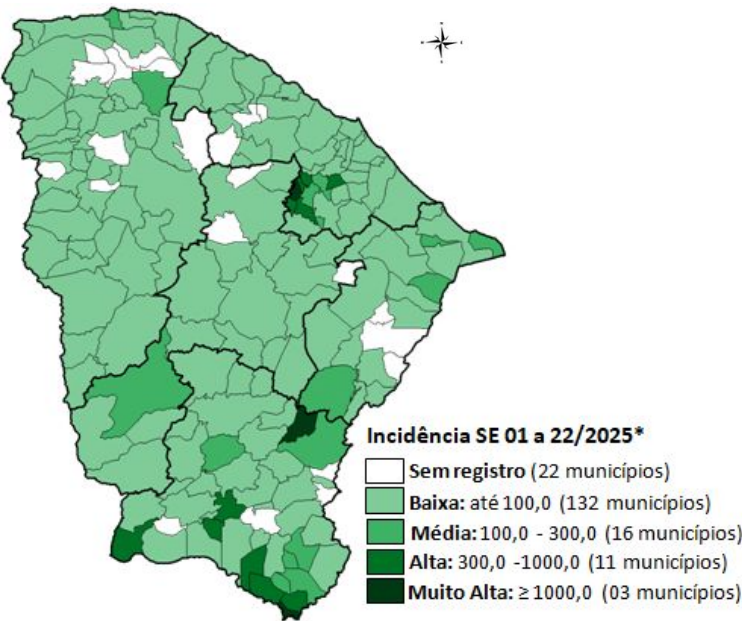 Incidência SE 01 a 22/2025*
Sem registro (22 municípios)
Baixa: até 100,0 (132 municípios)
Média: 100,0 - 300,0 (16 municípios)
Alta: 300,0 -1000,0 (11 municípios)
Muito Alta: ≥ 1000,0 (03 municípios)